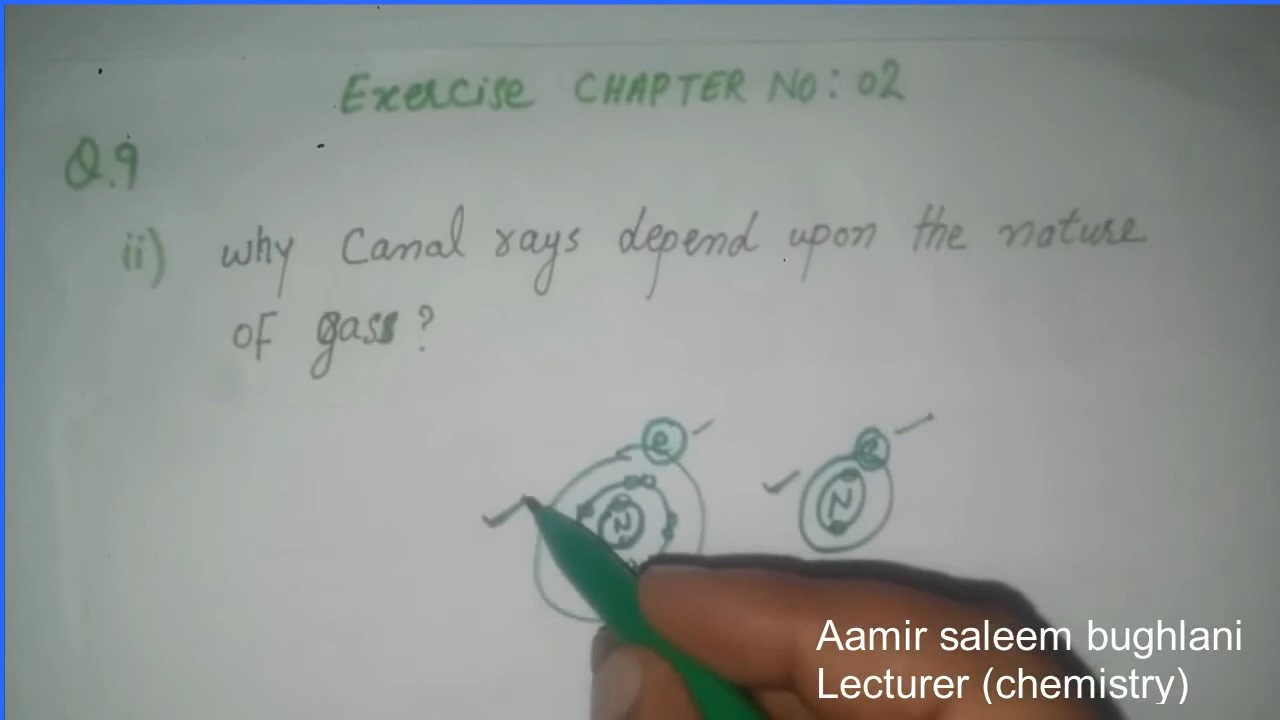 Exercise CHAPTER NO: 02
Q.9
ii) why Canal rays depend upon the nature
of gass?
e e
N N
Aamir saleem bughlani
Lecturer (chemistry)